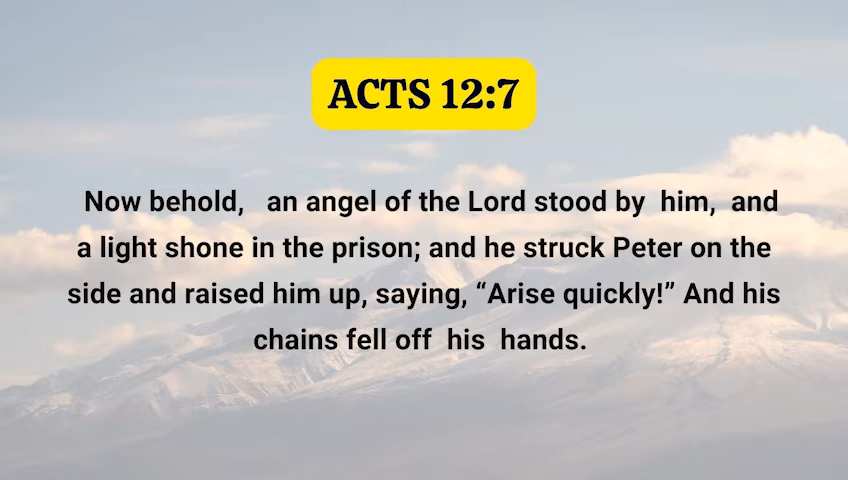 ACTS 12:7
Now behold, an angel of the Lord stood by him, and
a light shone in the prison; and he struck Peter on the
side and raised him up, saying, “Arise quickly!” And his
chains fell off his hands.